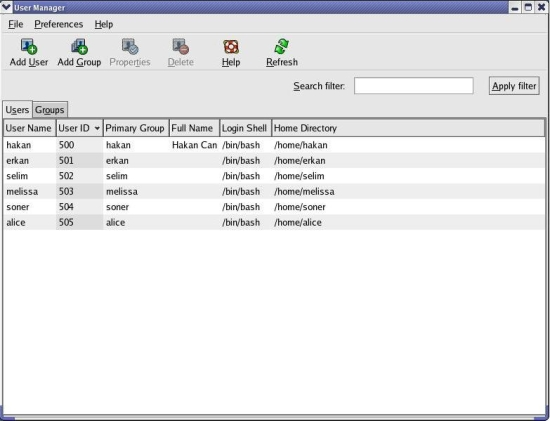 User Manager
File Preferences Help
Add User Add Group Properties Delete Help Refresh
Search filter: Apply filter
Users Groups
User Name User ID Primary Group Full Name Login Shell Home Directory
hakan 500 hakan Hakan Can /bin/bash /home/hakan
erkan 501 erkan /bin/bash /home/erkan
selim 502 selim /bin/bash /home/selim
melissa 503 melissa /bin/bash /home/melissa
soner 504 soner /bin/bash /home/soner
alice 505 alice /bin/bash /home/alice